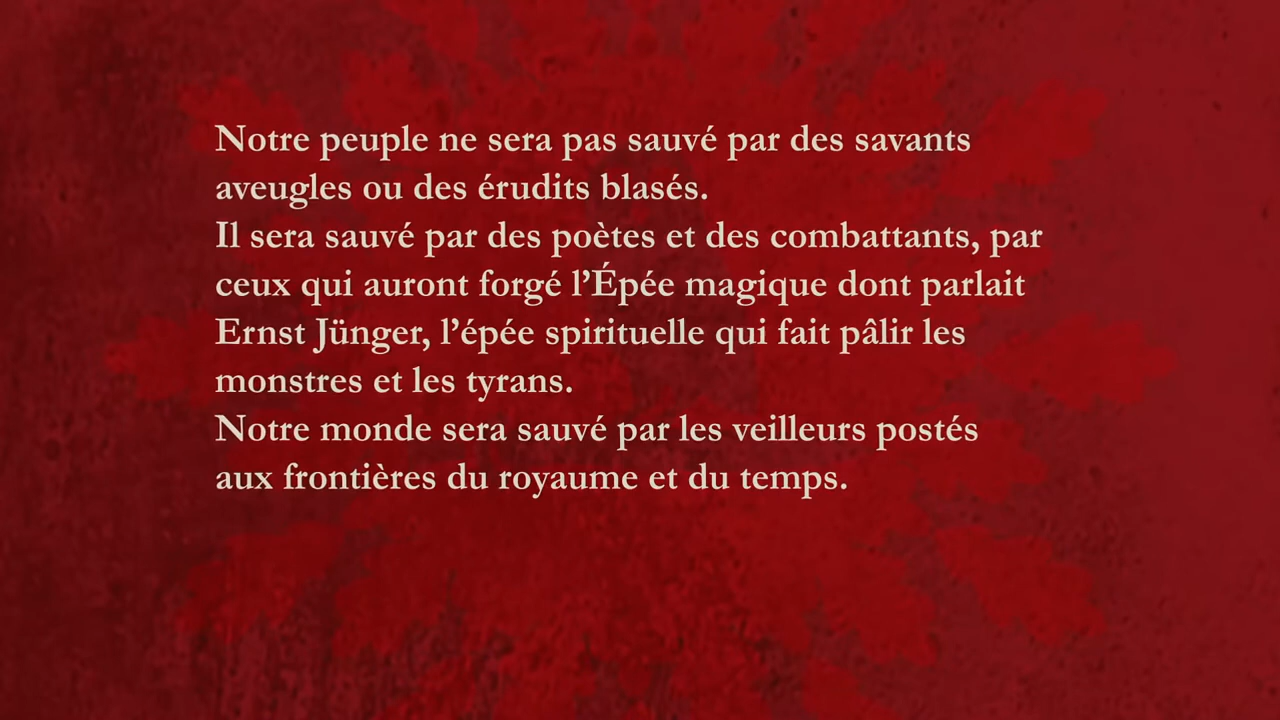 Notre peuple ne sera pas sauvé par des savants
aveugles ou des érudits blasés.
Il sera sauvé par des poètes et des combattants, par
ceux qui auront forgé l’Épée magique dont parlait
Ernst Jünger, l’épée spirituelle qui fait pâlir les
monstres et les tyrans.
Notre monde sera sauvé par les veilleurs postés
aux frontières du royaume et du temps.